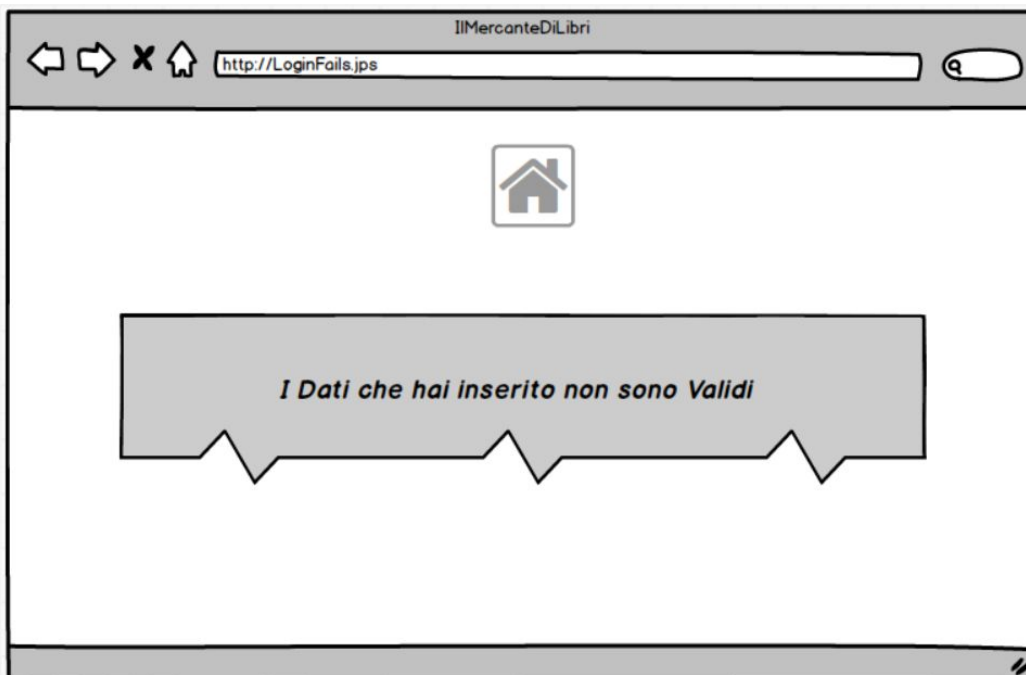 IlMercanteDiLibri
http://LoginFails.jps
I Dati che hai inserito non sono Validi